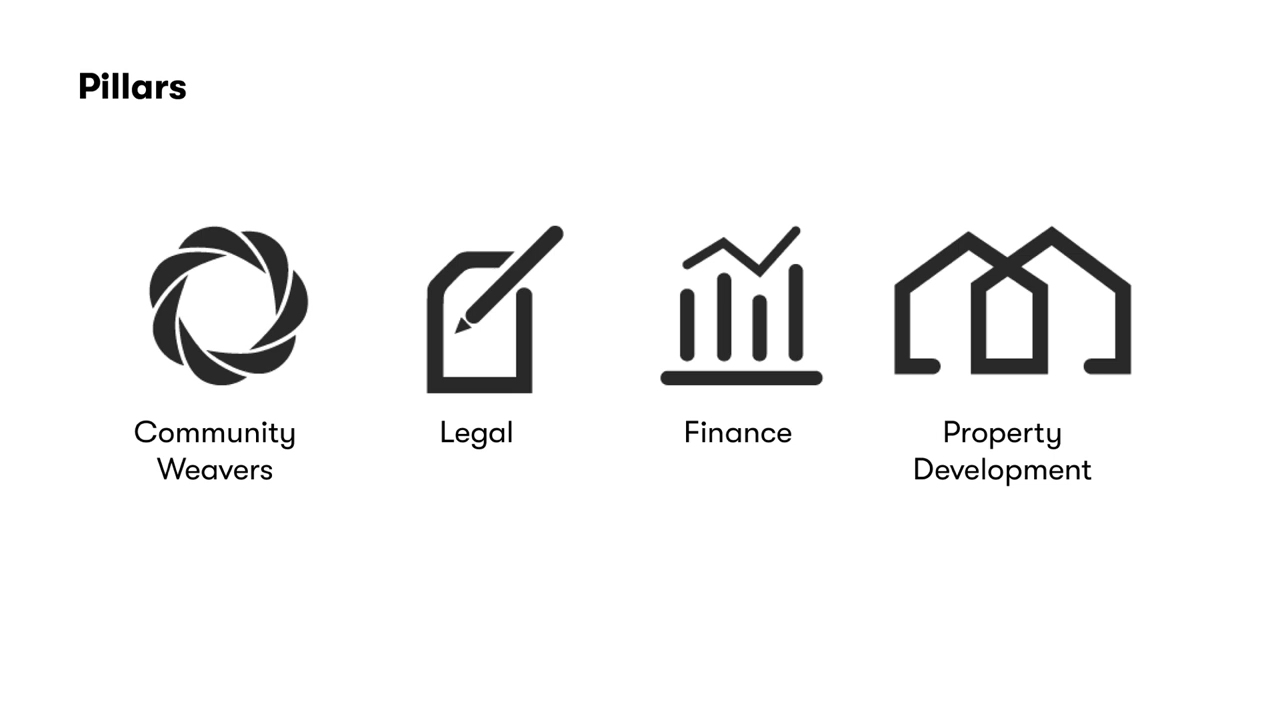 Pillars
Community
Weavers
Legal
Finance
Property
Development